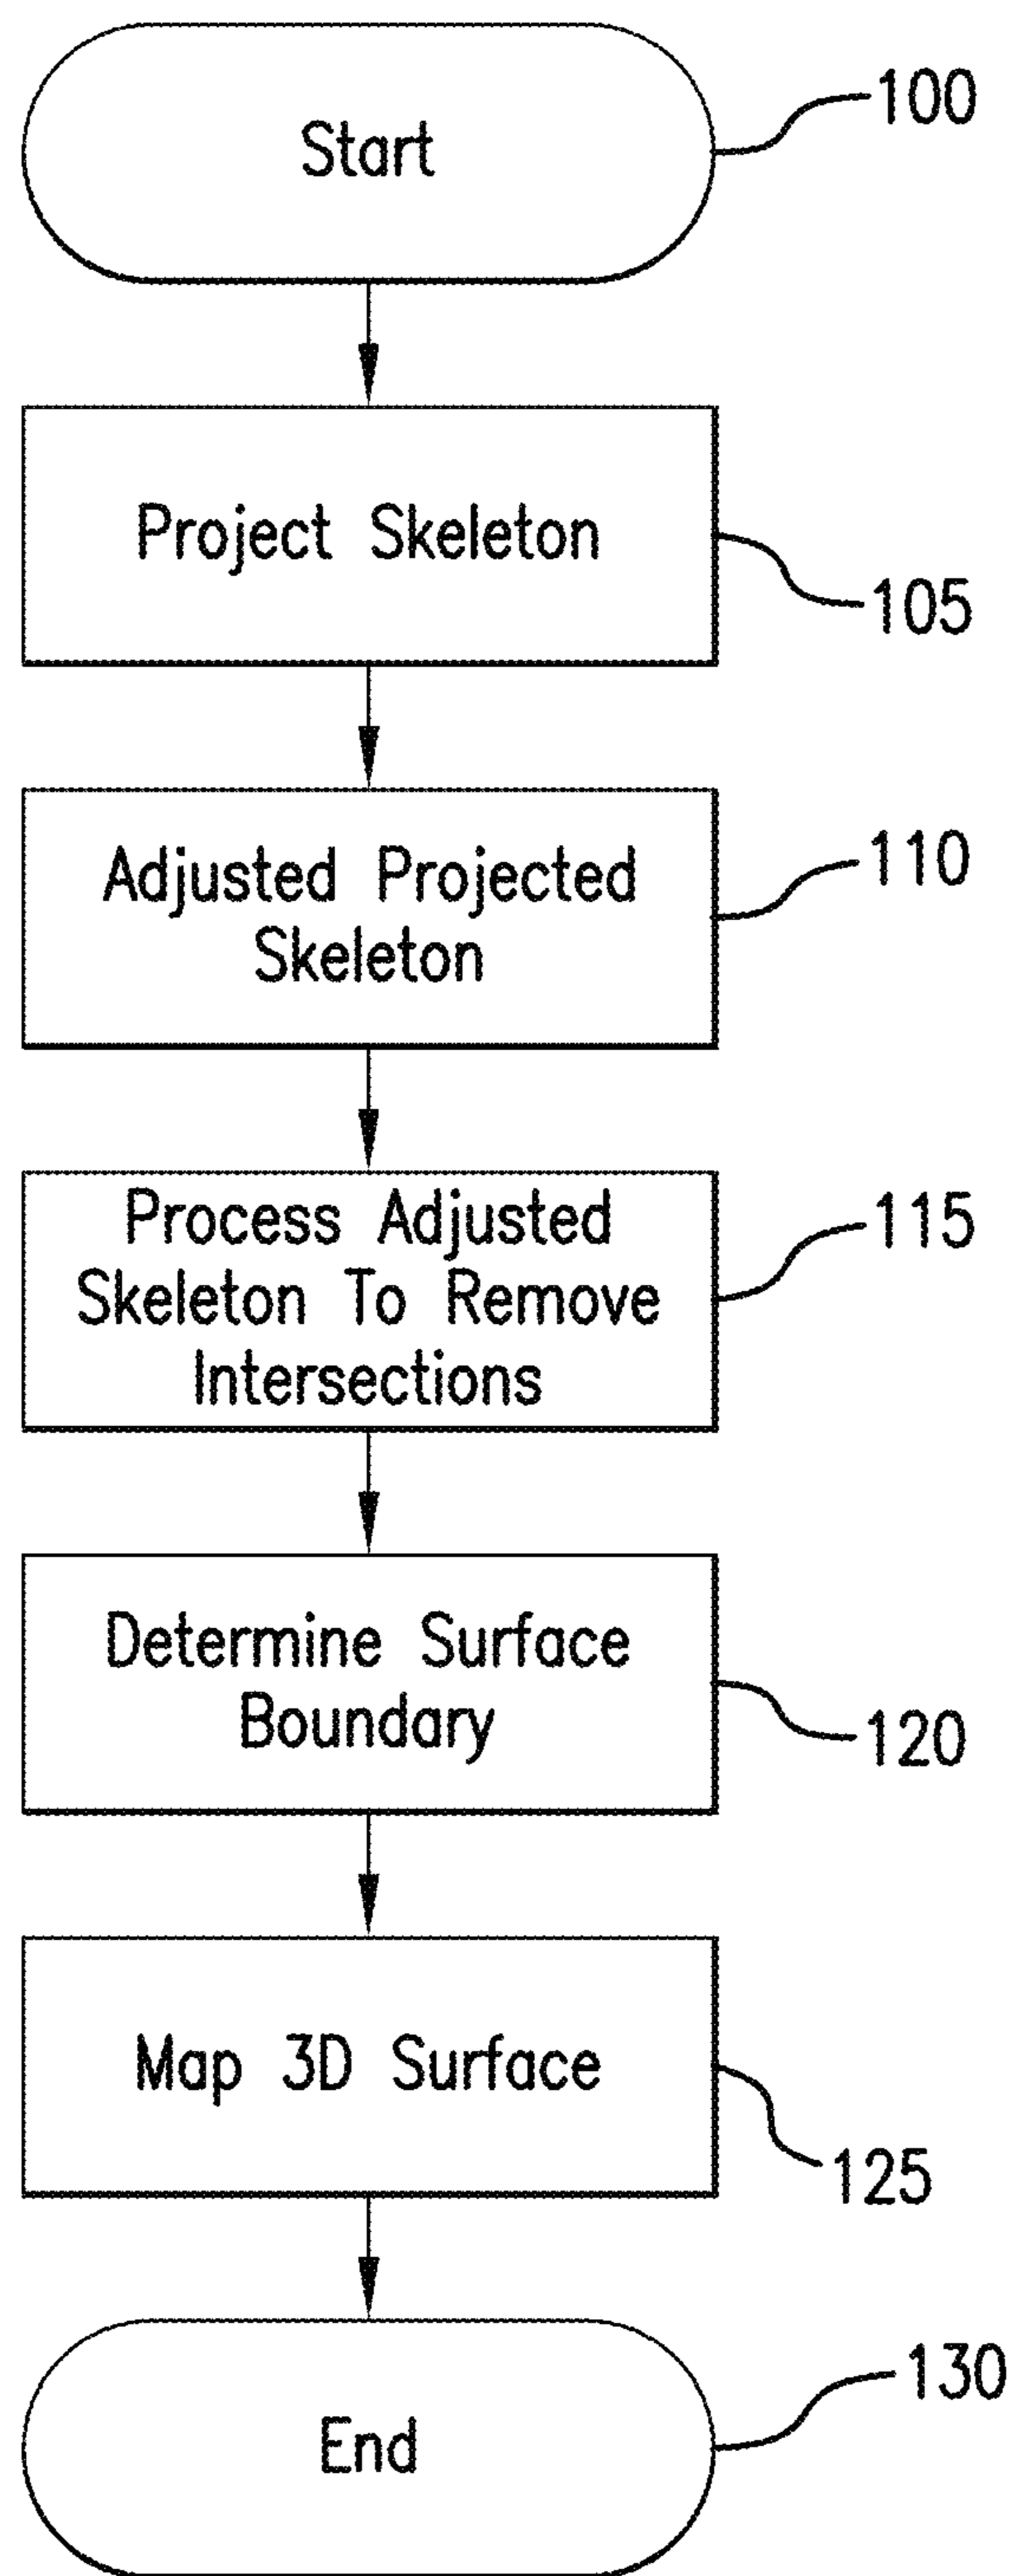 Start
100
Project Skeleton
105
Adjusted Projected
Skeleton
110
Process Adjusted
Skeleton To Remove
Intersections
115
Determine Surface
Boundary
120
Map 3D Surface
125
End
130